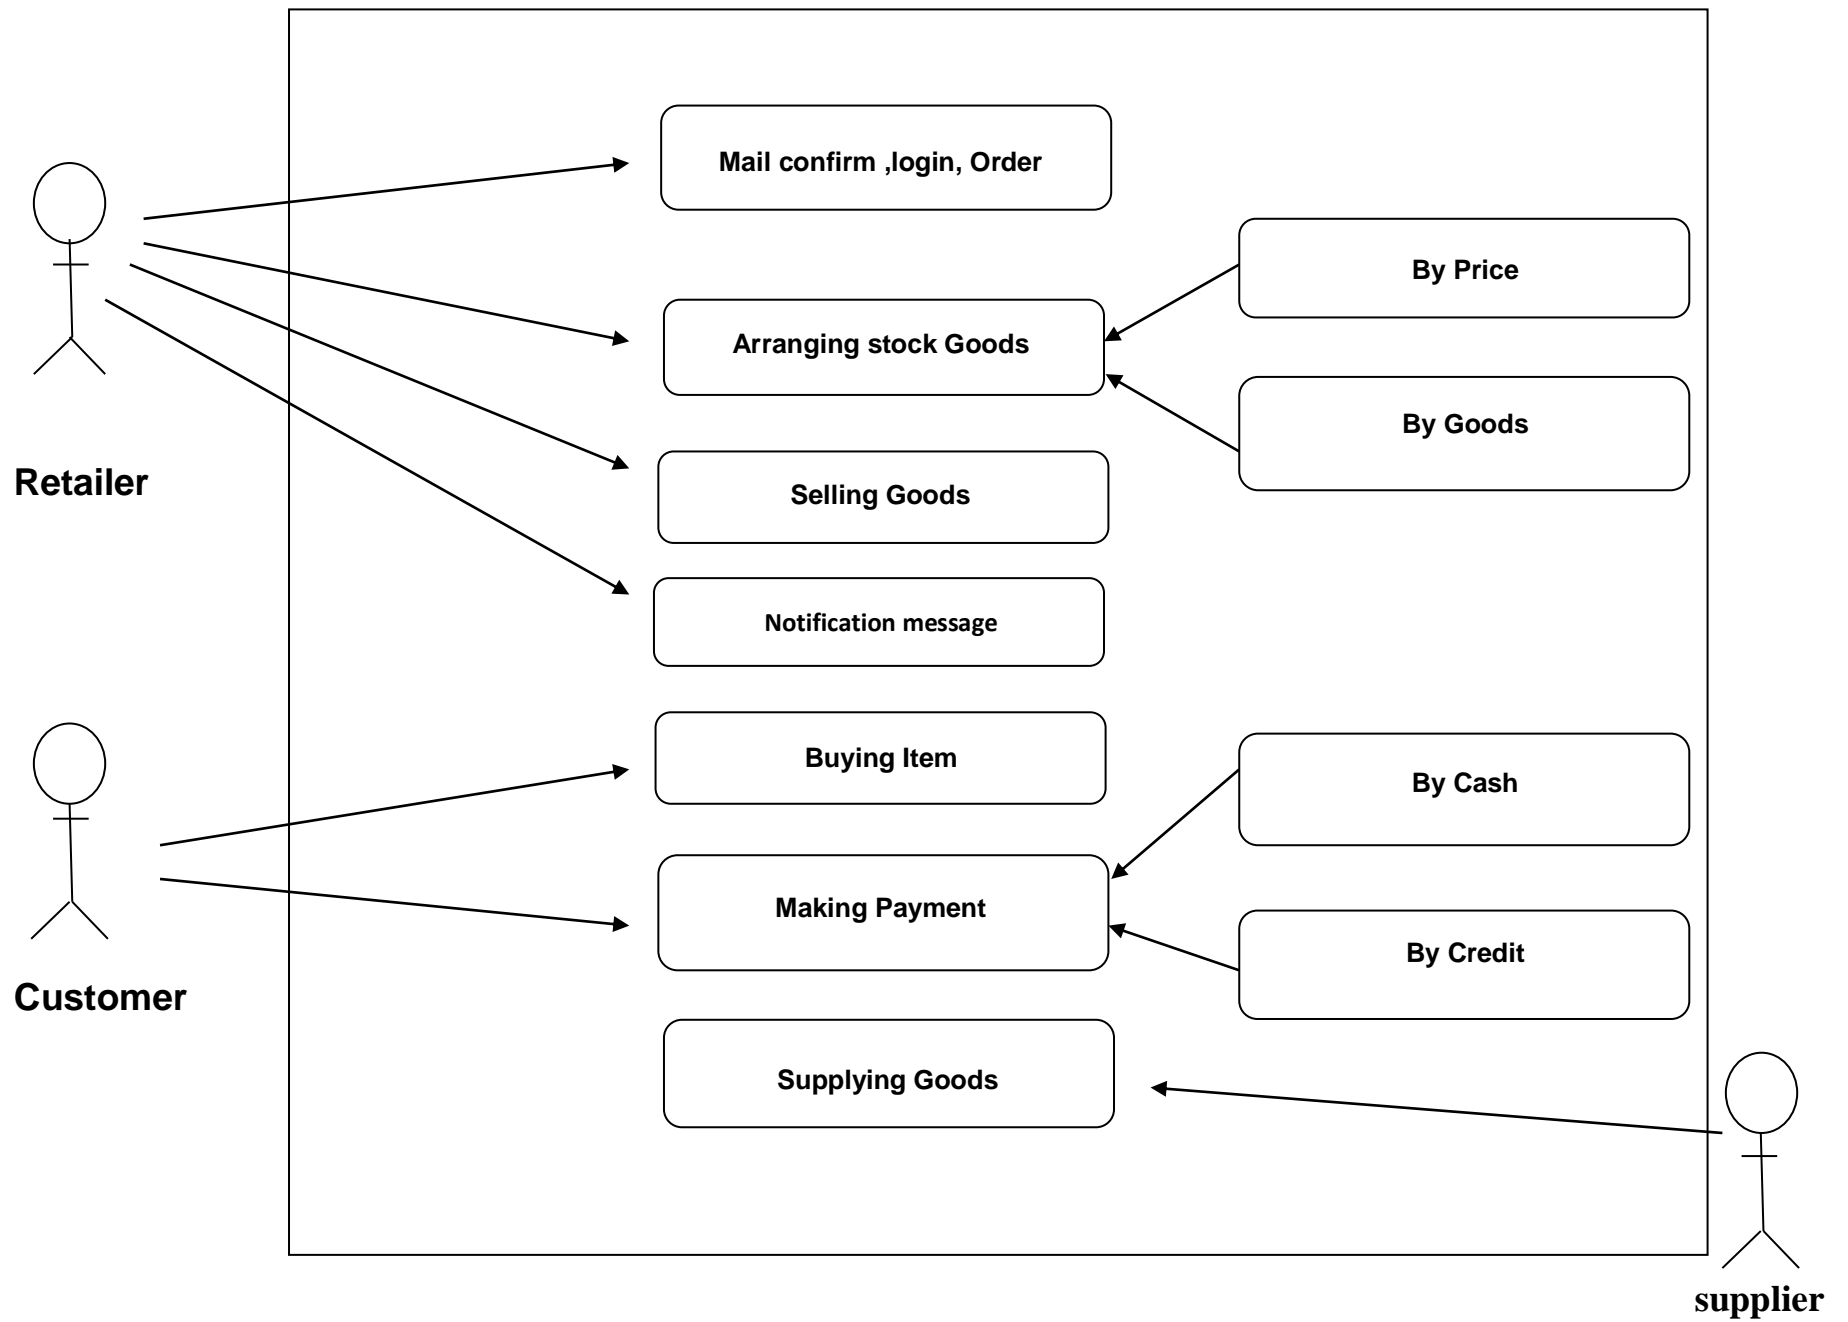 Mail confirm ,login, Order
By Price
Arranging stock Goods
By Goods
Retailer
Selling Goods
Notification message
Buying Item
By Cash
Making Payment
By Credit
Customer
Supplying Goods
supplier